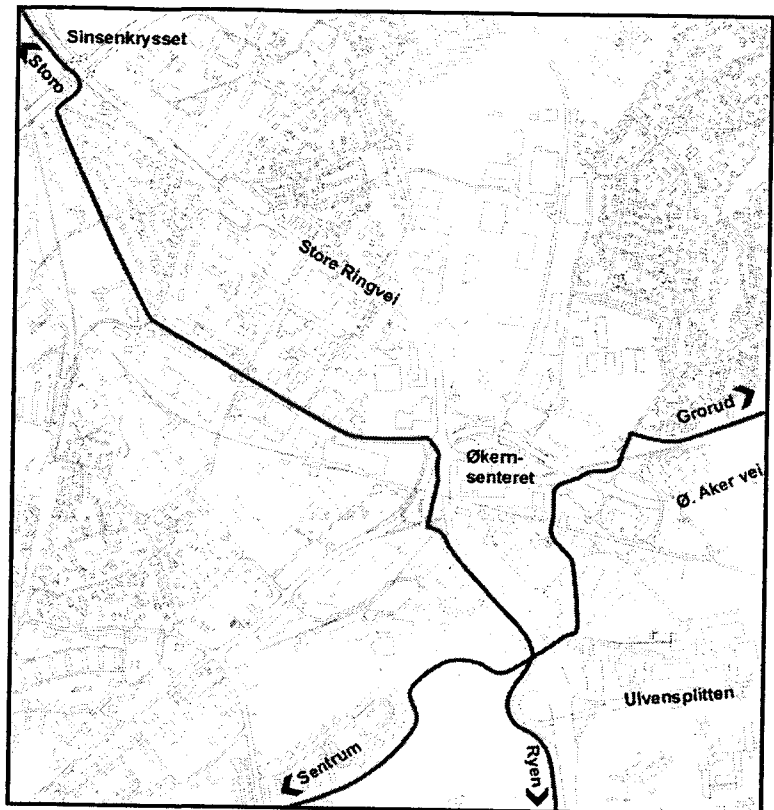 Sinsenkrysset
Storo
Store Ringvei
Grorud
Økern-
senteret
Ø. Aker vei
Ulvensplitten
Sentrum
Ryen